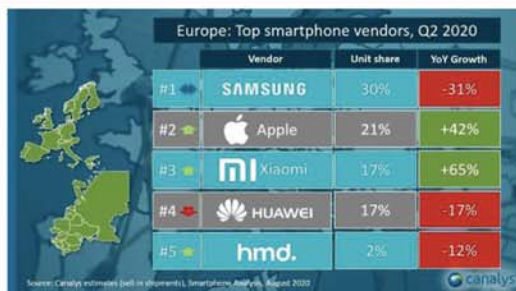 Europe: Top smartphone vendors, Q2 2020
Vendor Unit share YoY Growth
#1 SAMSUNG 30% -31%
#2 Apple 21% +42%
#3 MI Xiaomi 17% +65%
#4 HUAWEI 17% -17%
#5 hmd. 2% -12%
Source: Canalys estimates (sell-in shipments), Smartphone Analysis, August 2020
canalys